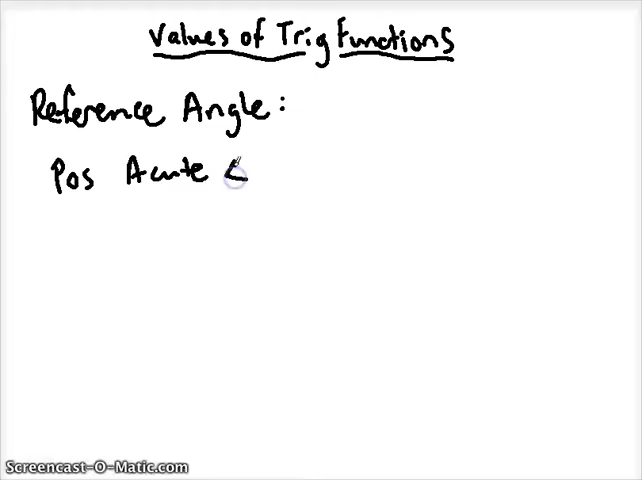 Values of Trig Functions
Reference Angle:
Pos Acute <
Screencast-O-Matic.com